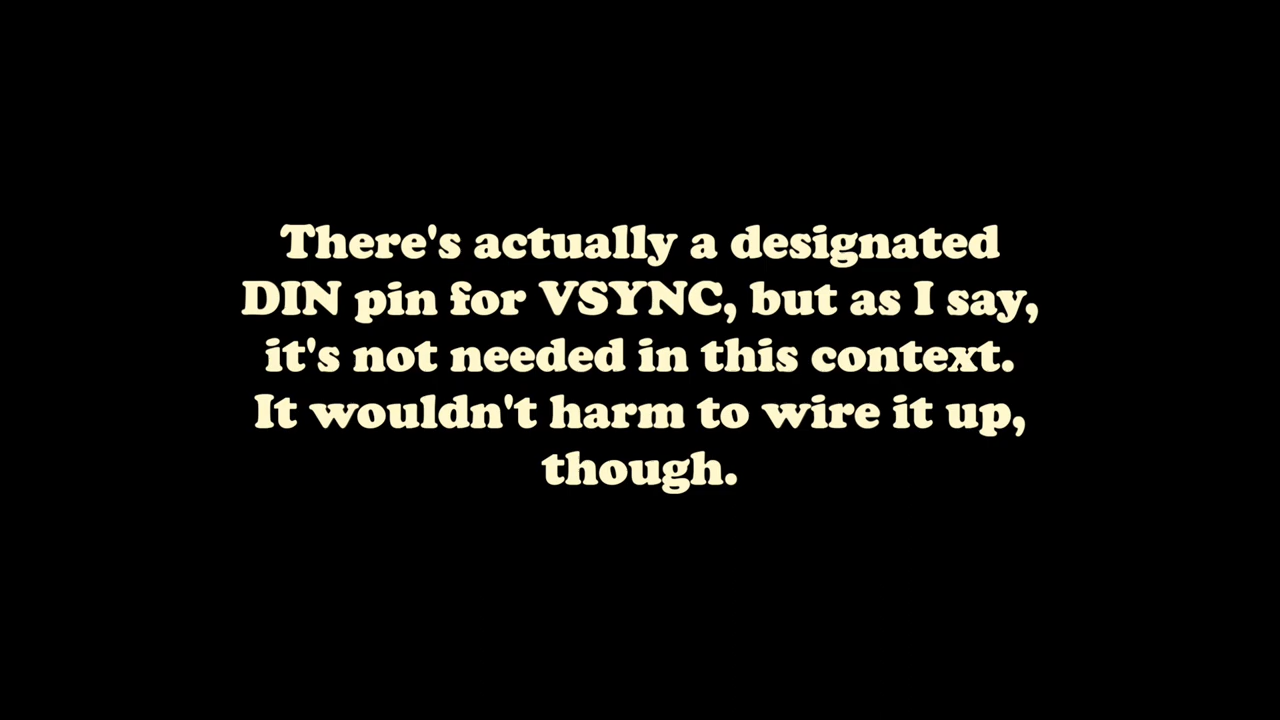 There's actually a designated
DIN pin for VSYNC, but as I say,
it's not needed in this context.
It wouldn't harm to wire it up,
though.